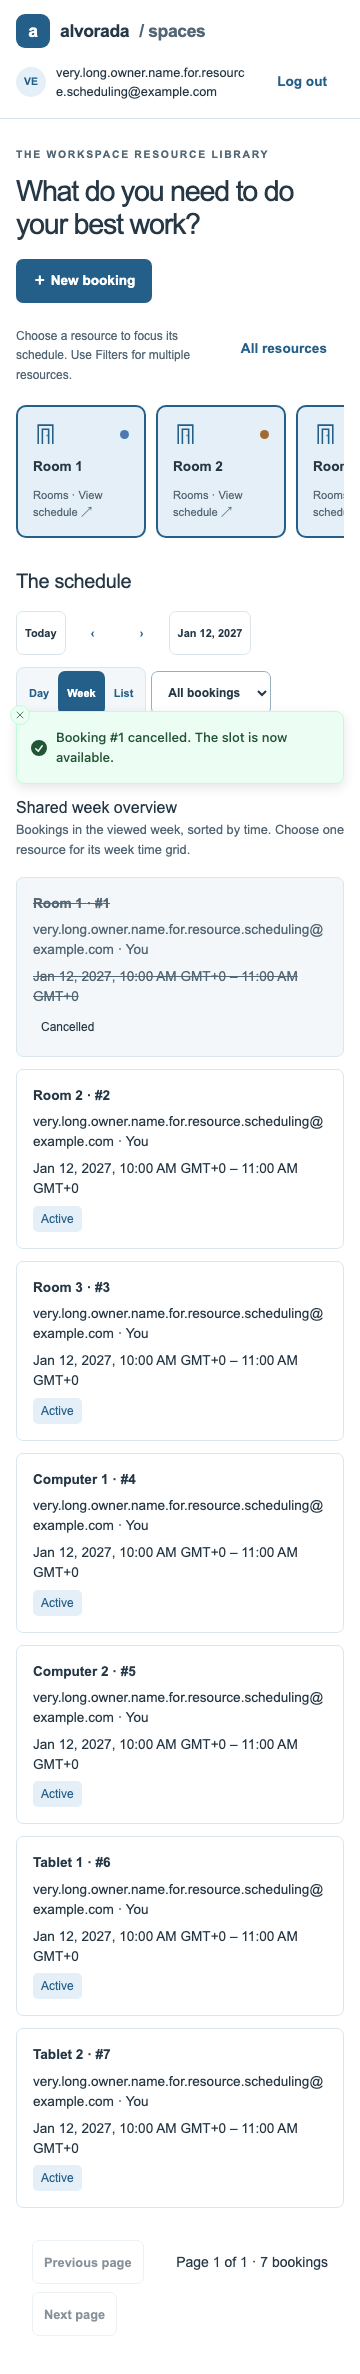 a alvorada / spaces
VE very.long.owner.name.for.resourc
e.scheduling@example.com
Log out
THE WORKSPACE RESOURCE LIBRARY
What do you need to do
your best work?
+ New booking
Choose a resource to focus its
schedule. Use Filters for multiple
resources.
All resources
Room 1
Rooms · View
schedule ↗
Room 2
Rooms · View
schedule ↗
Room
Rooms
sched
The schedule
Today ‹ › Jan 12, 2027
Day Week List All bookings
Booking #1 cancelled. The slot is now
available.
Shared week overview
Bookings in the viewed week, sorted by time. Choose one
resource for its week time grid.
Room 1 · #1
very.long.owner.name.for.resource.scheduling@
example.com · You
Jan 12, 2027, 10:00 AM GMT+0 – 11:00 AM
GMT+0
Cancelled
Room 2 · #2
very.long.owner.name.for.resource.scheduling@
example.com · You
Jan 12, 2027, 10:00 AM GMT+0 – 11:00 AM
GMT+0
Active
Room 3 · #3
very.long.owner.name.for.resource.scheduling@
example.com · You
Jan 12, 2027, 10:00 AM GMT+0 – 11:00 AM
GMT+0
Active
Computer 1 · #4
very.long.owner.name.for.resource.scheduling@
example.com · You
Jan 12, 2027, 10:00 AM GMT+0 – 11:00 AM
GMT+0
Active
Computer 2 · #5
very.long.owner.name.for.resource.scheduling@
example.com · You
Jan 12, 2027, 10:00 AM GMT+0 – 11:00 AM
GMT+0
Active
Tablet 1 · #6
very.long.owner.name.for.resource.scheduling@
example.com · You
Jan 12, 2027, 10:00 AM GMT+0 – 11:00 AM
GMT+0
Active
Tablet 2 · #7
very.long.owner.name.for.resource.scheduling@
example.com · You
Jan 12, 2027, 10:00 AM GMT+0 – 11:00 AM
GMT+0
Active
Previous page
Page 1 of 1 · 7 bookings
Next page